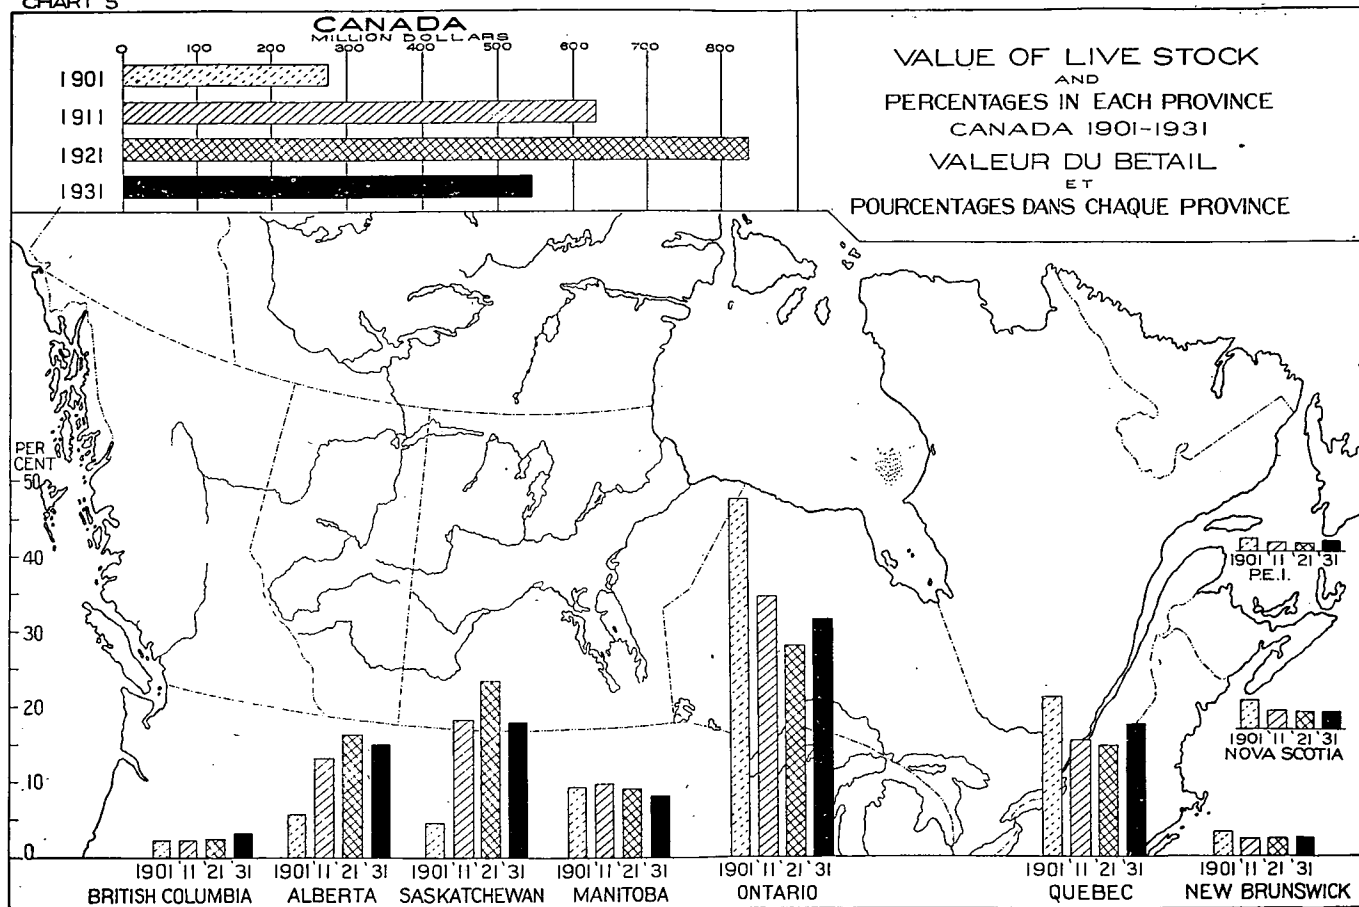 CHART 5
CANADA
MILLION DOLLARS
0 100 200 300 400 500 600 700 800
1901
1911
1921
1931
VALUE OF LIVE STOCK
AND
PERCENTAGES IN EACH PROVINCE
CANADA 1901-1931
VALEUR DU BETAIL
ET
POURCENTAGES DANS CHAQUE PROVINCE
PER
CENT
50
40
30
20
10
0
1901 '11 '21 '31
P.E.I.
1901 '11 '21 '31
NOVA SCOTIA
1901 '11 '21 '31
BRITISH COLUMBIA
1901 '11 '21 '31
ALBERTA
1901 '11 '21 '31
SASKATCHEWAN
1901 '11 '21 '31
MANITOBA
1901 '11 '21 '31
ONTARIO
1901 '11 '21 '31
QUEBEC
1901 '11 '21 '31
NEW BRUNSWICK